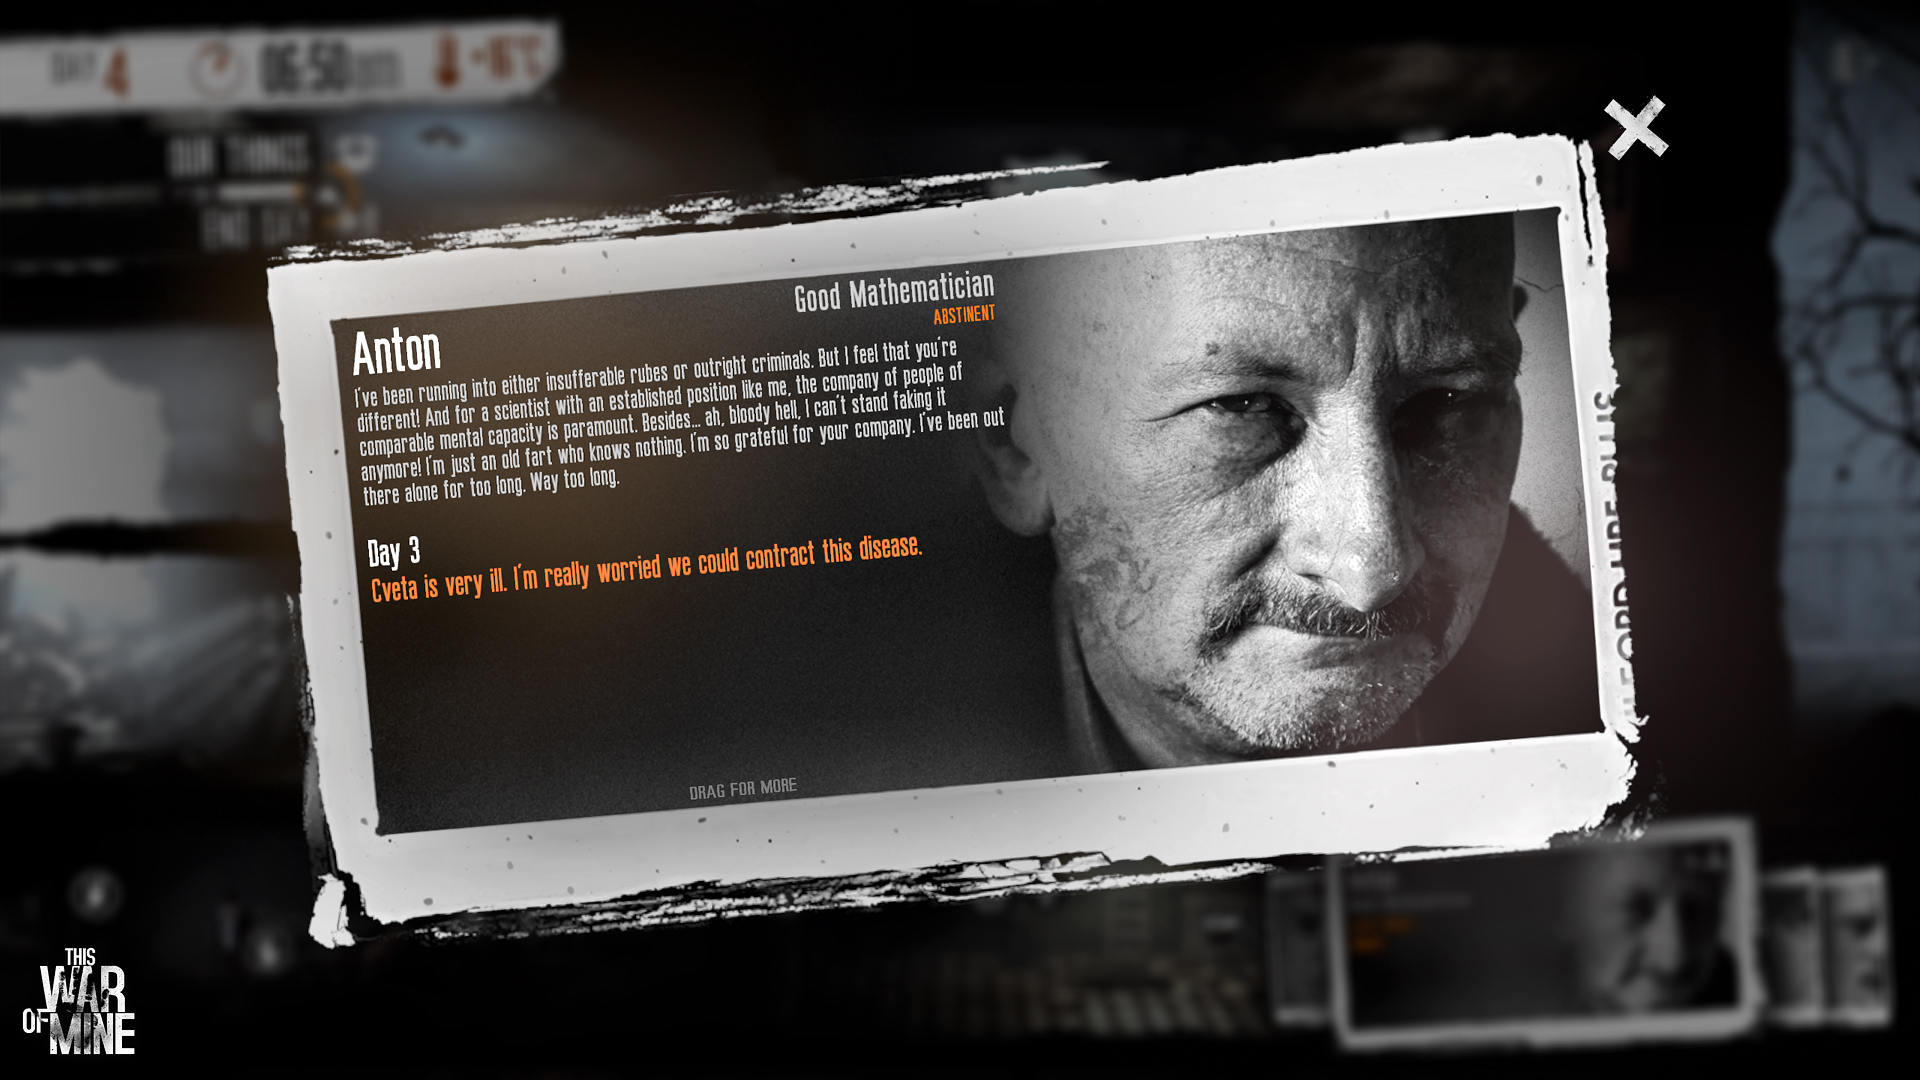 DAY 4
06:50am
OUR THINGS
END DAY
Good Mathematician
ABSTINENT
Anton
I've been running into either insufferable rubes or outright criminals. But I feel that you're
different! And for a scientist with an established position like me, the company of people of
comparable mental capacity is paramount. Besides... ah, bloody hell, I can't stand faking it
anymore! I'm just an old fart who knows nothing. I'm so grateful for your company. I've been out
there alone for too long. Way too long.
Day 3
Cveta is very ill. I'm really worried we could contract this disease.
DRAG FOR MORE
THIS
WAR
OF MINE